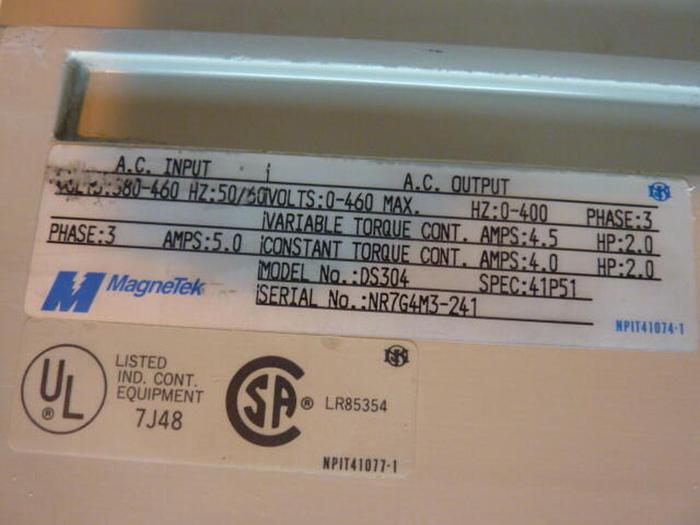 A.C. INPUT
A.C. OUTPUT
VOLTS:380-460 HZ:50/60
VOLTS:0-460 MAX. HZ:0-400 PHASE:3
VARIABLE TORQUE CONT. AMPS:4.5 HP:2.0
PHASE:3 AMPS:5.0
CONSTANT TORQUE CONT. AMPS:4.0 HP:2.0
MODEL No.:DS304 SPEC:41P51
SERIAL No.:NR7G4M3-241
MagneTek
NPIT41074-1
UL
®
LISTED
IND. CONT.
EQUIPMENT
7J48
CSA ® LR85354
NPIT41077-1